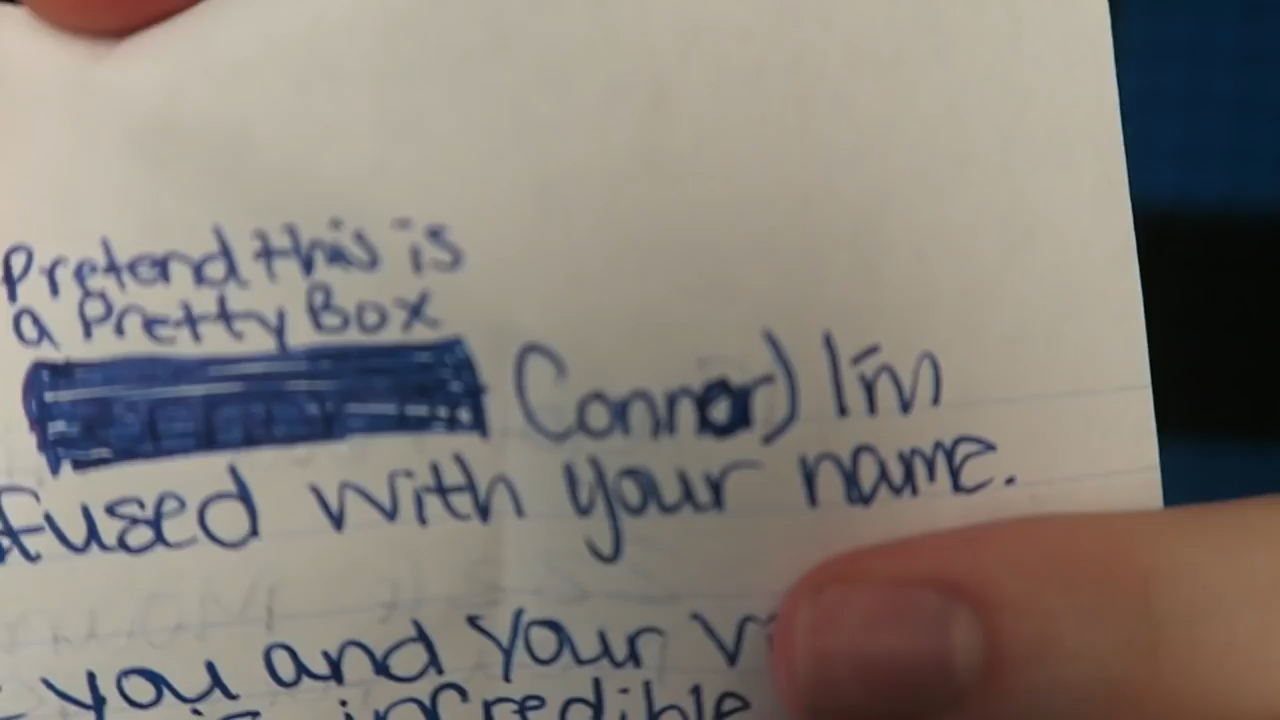 Pretend this is
a Pretty Box
Connor) I'm
fused with your name.
you and your
incredible